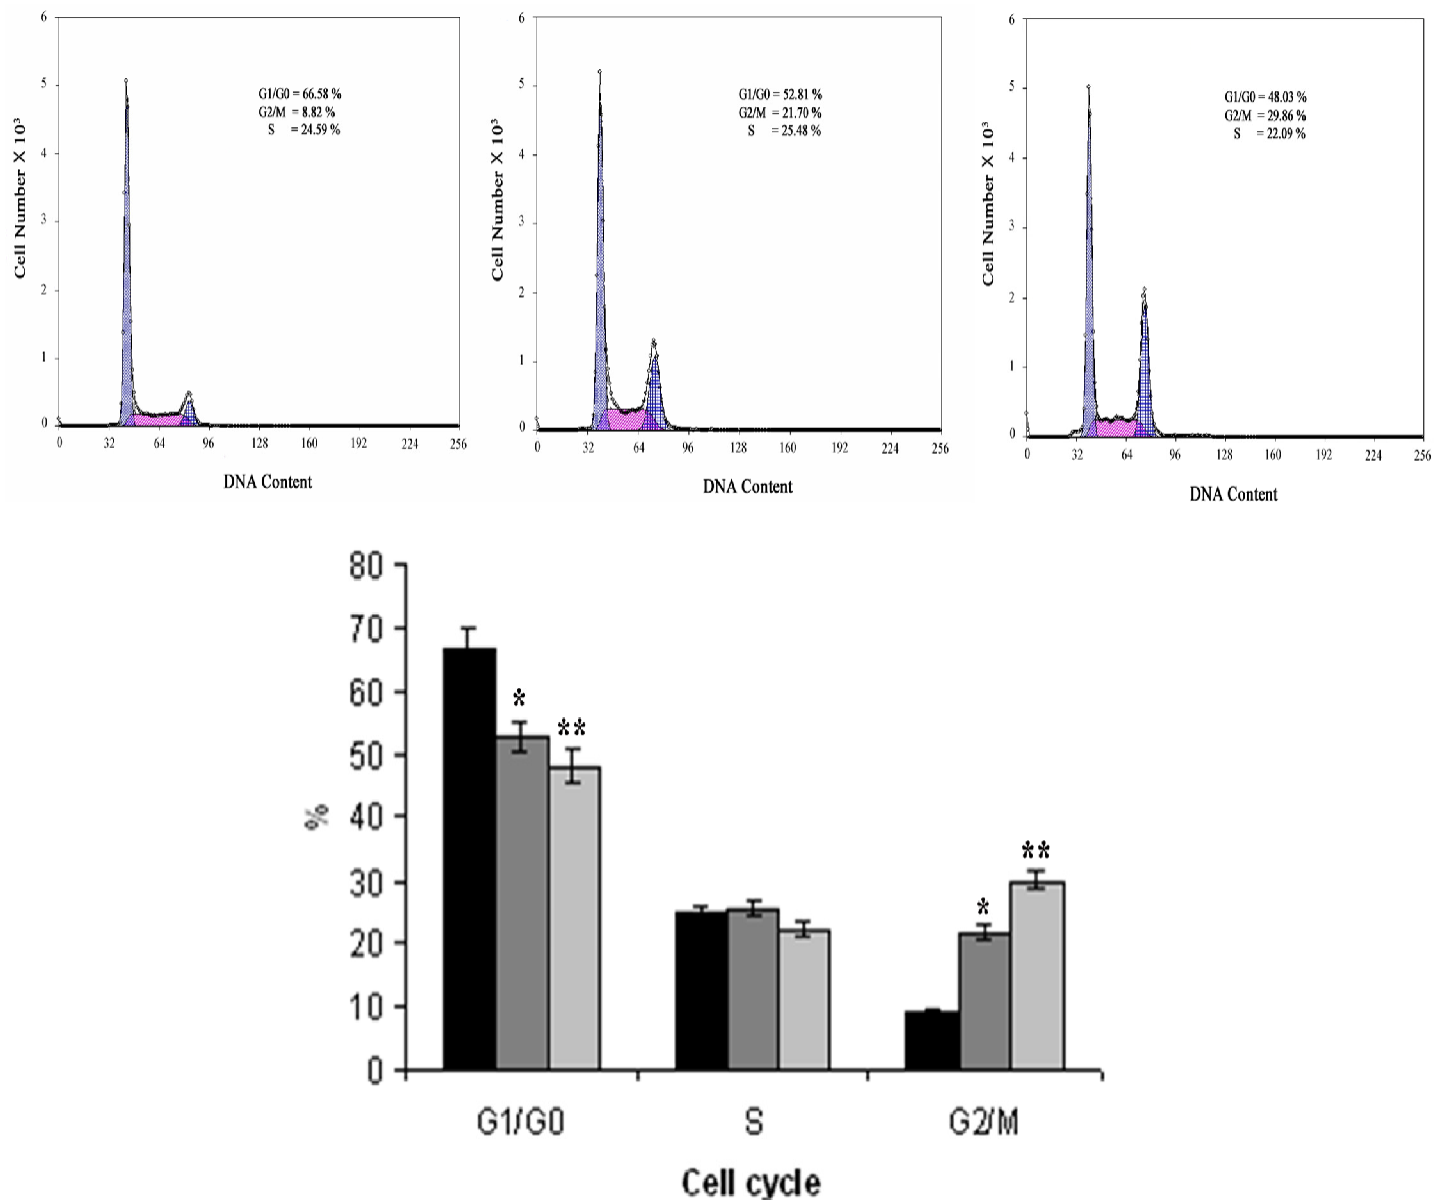 6
5
4
3
2
1
0
Cell Number X 10³
G1/G0 = 66.58 %
G2/M = 8.82 %
S = 24.59 %
0 32 64 96 128 160 192 224 256
DNA Content
6
5
4
3
2
1
0
Cell Number X 10³
G1/G0 = 52.81 %
G2/M = 21.70 %
S = 25.48 %
0 32 64 96 128 160 192 224 256
DNA Content
6
5
4
3
2
1
0
Cell Number X 10³
G1/G0 = 48.03 %
G2/M = 29.86 %
S = 22.09 %
0 32 64 96 128 160 192 224 256
DNA Content
80
70
60
50
40
30
20
10
0
%
*
**
*
**
G1/G0 S G2/M
Cell cycle